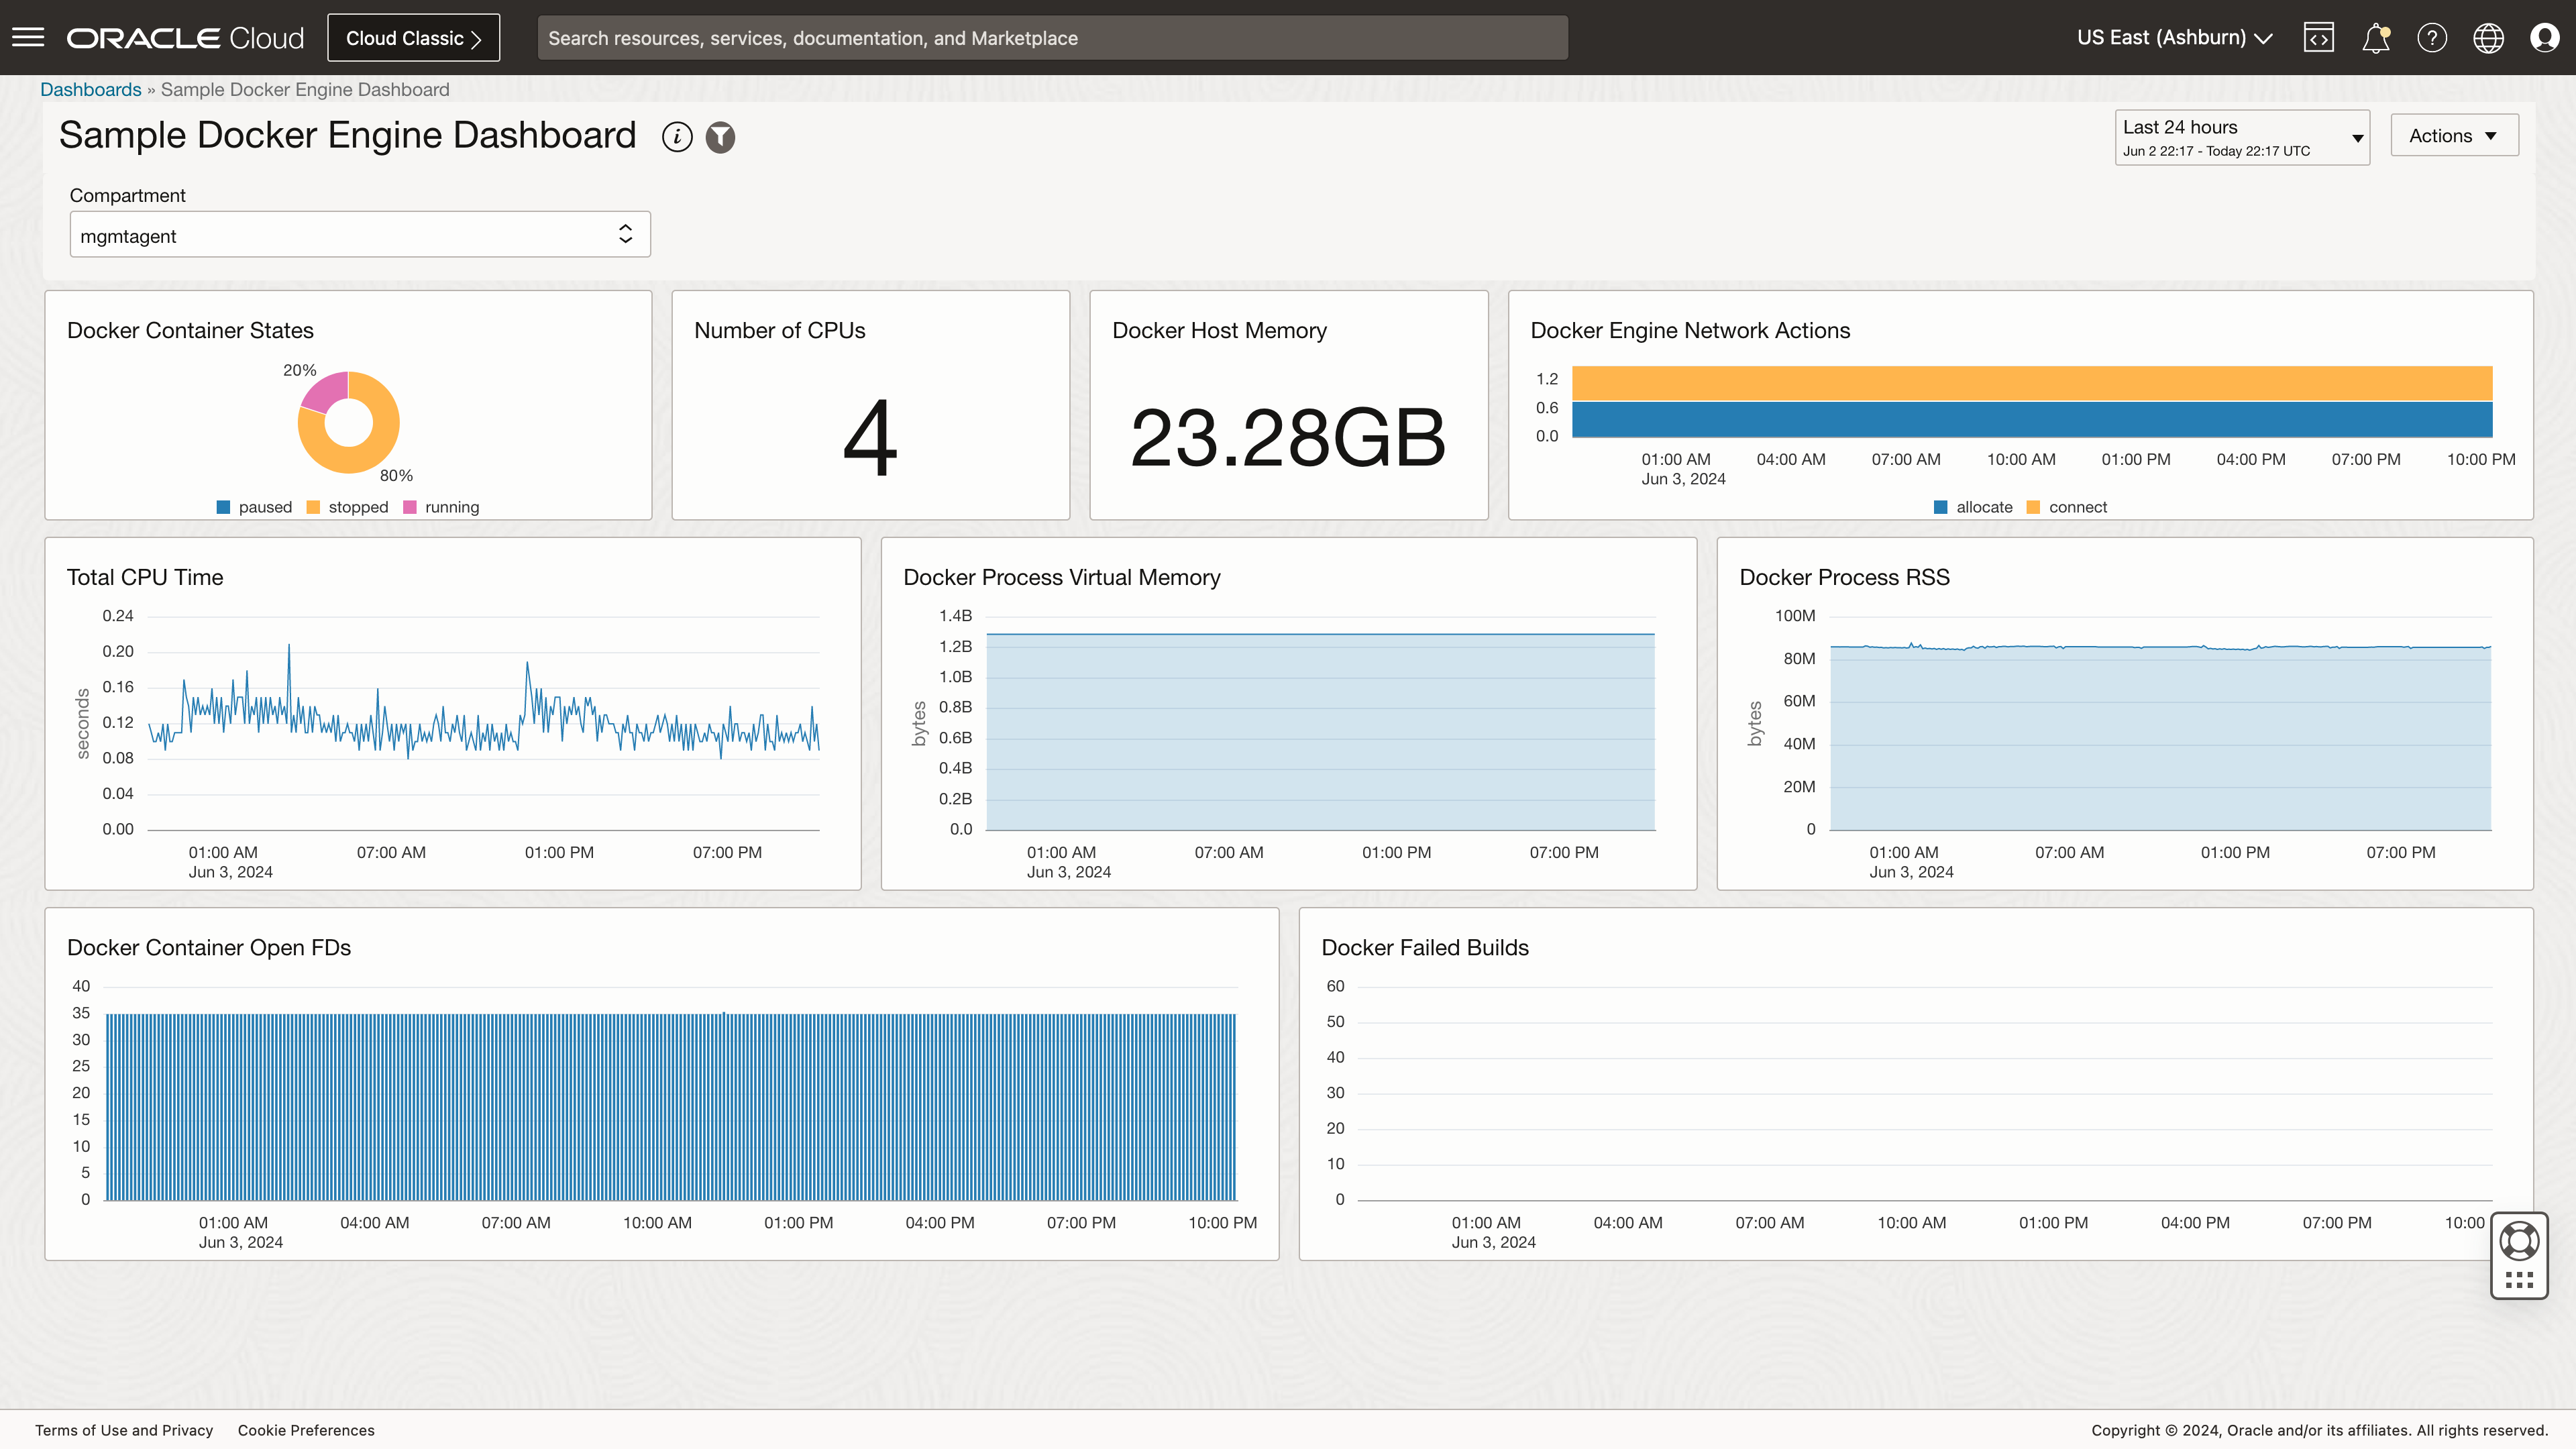 ORACLE Cloud
Cloud Classic
Search resources, services, documentation, and Marketplace
US East (Ashburn)
Dashboards » Sample Docker Engine Dashboard
Sample Docker Engine Dashboard
Last 24 hours
Jun 2 22:17 - Today 22:17 UTC
Actions
Compartment
mgmtagent
Docker Container States
20%
80%
paused stopped running
Number of CPUs
4
Docker Host Memory
23.28GB
Docker Engine Network Actions
1.2
0.6
0.0
01:00 AM 04:00 AM 07:00 AM 10:00 AM 01:00 PM 04:00 PM 07:00 PM 10:00 PM
Jun 3, 2024
allocate connect
Total CPU Time
seconds
0.24
0.20
0.16
0.12
0.08
0.04
0.00
01:00 AM 07:00 AM 01:00 PM 07:00 PM
Jun 3, 2024
Docker Process Virtual Memory
bytes
1.4B
1.2B
1.0B
0.8B
0.6B
0.4B
0.2B
0.0
01:00 AM 07:00 AM 01:00 PM 07:00 PM
Jun 3, 2024
Docker Process RSS
bytes
100M
80M
60M
40M
20M
0
01:00 AM 07:00 AM 01:00 PM 07:00 PM
Jun 3, 2024
Docker Container Open FDs
40
35
30
25
20
15
10
5
0
01:00 AM 04:00 AM 07:00 AM 10:00 AM 01:00 PM 04:00 PM 07:00 PM 10:00 PM
Jun 3, 2024
Docker Failed Builds
60
50
40
30
20
10
0
01:00 AM 04:00 AM 07:00 AM 10:00 AM 01:00 PM 04:00 PM 07:00 PM 10:00
Jun 3, 2024
Terms of Use and Privacy Cookie Preferences
Copyright © 2024, Oracle and/or its affiliates. All rights reserved.